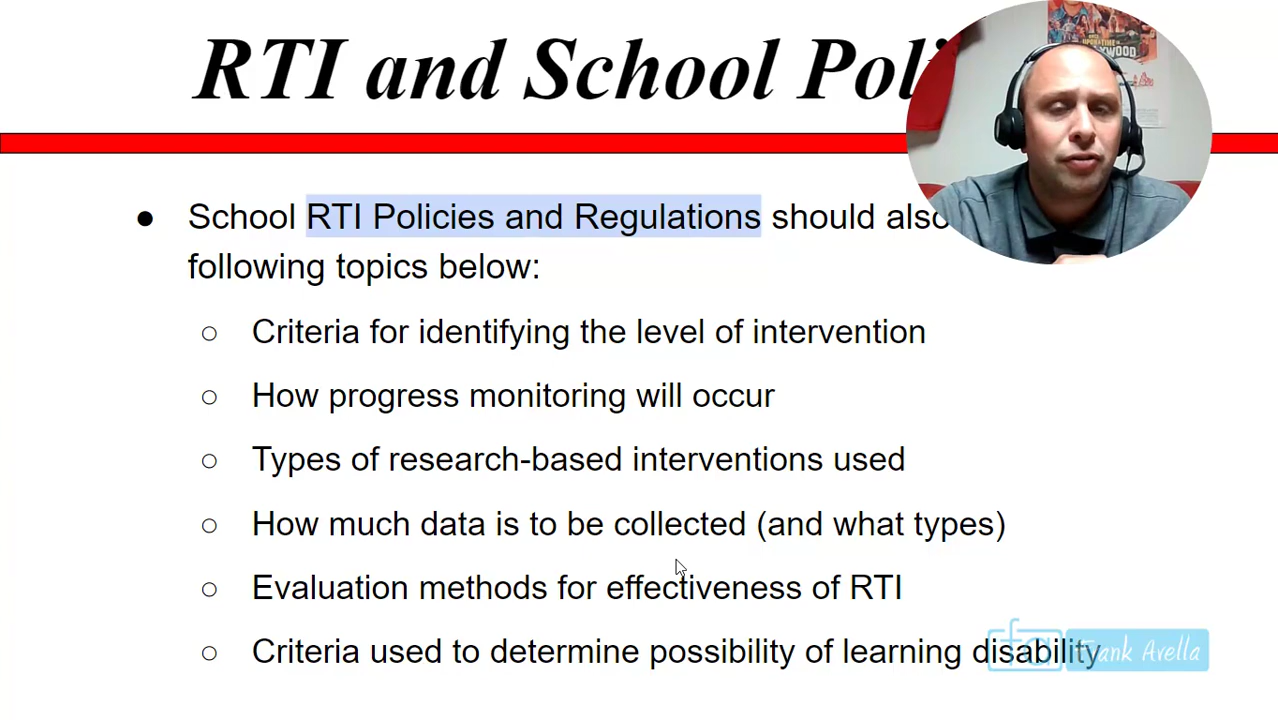 RTI and School Poli
School RTI Policies and Regulations should also
following topics below:
Criteria for identifying the level of intervention
How progress monitoring will occur
Types of research-based interventions used
How much data is to be collected (and what types)
Evaluation methods for effectiveness of RTI
Criteria used to determine possibility of learning disability
fa Frank Avella